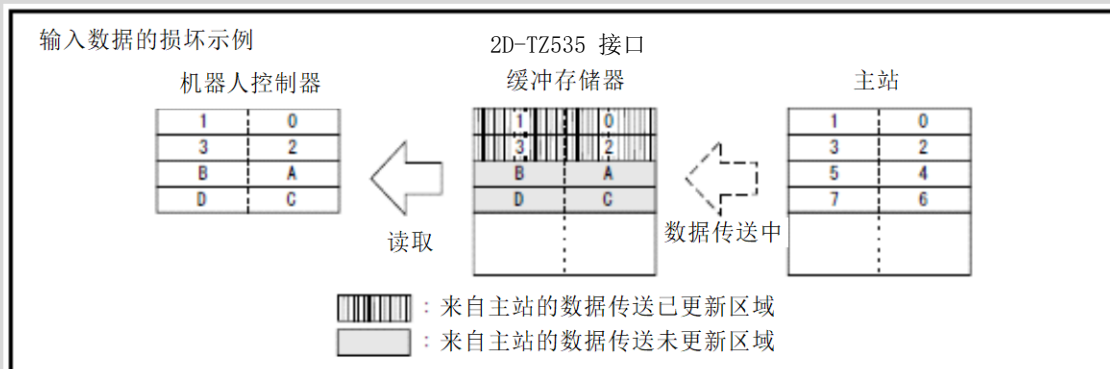 输入数据的损坏示例
2D-TZ535 接口
机器人控制器 缓冲存储器 主站
1 0 1 0 1 0
3 2 3 2 3 2
B A B A 5 4
D C D C 7 6
读取 数据传送中
：来自主站的数据传送已更新区域
：来自主站的数据传送未更新区域